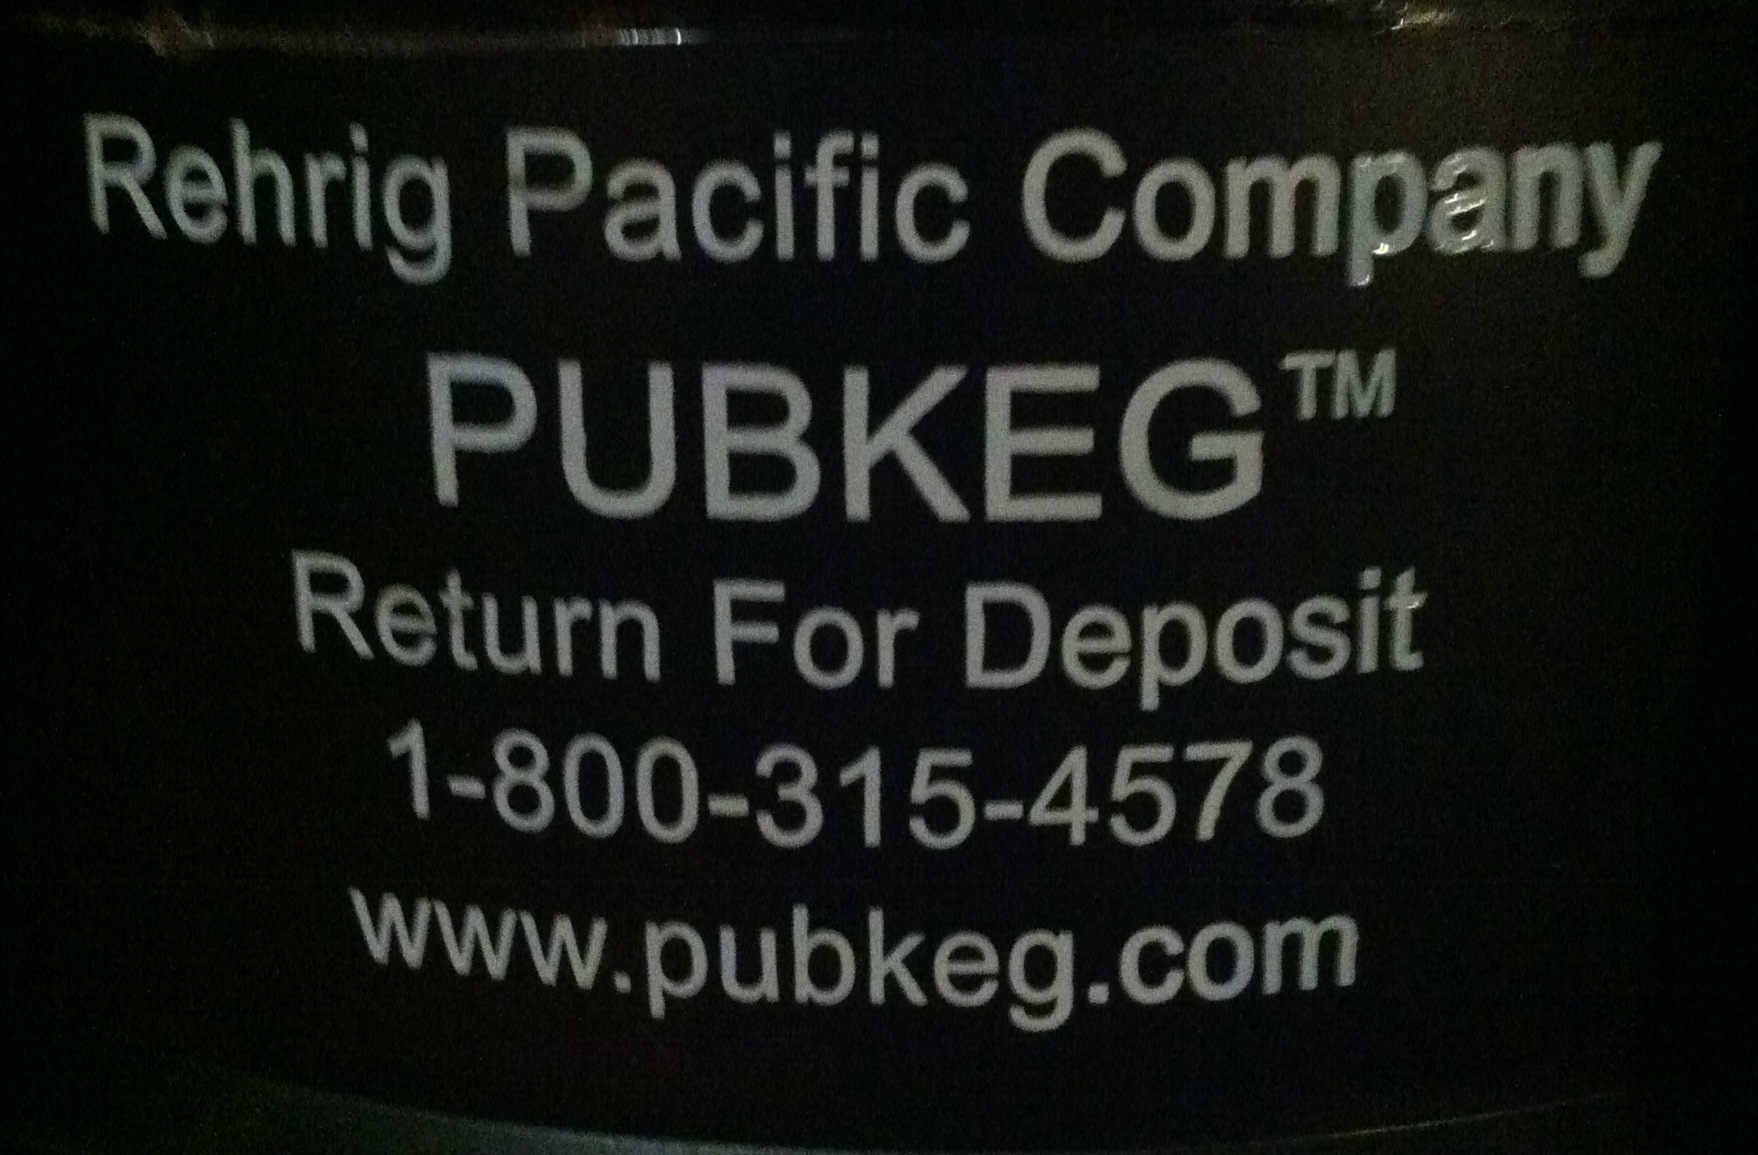 Rehrig Pacific Company
PUBKEG™
Return For Deposit
1-800-315-4578
www.pubkeg.com